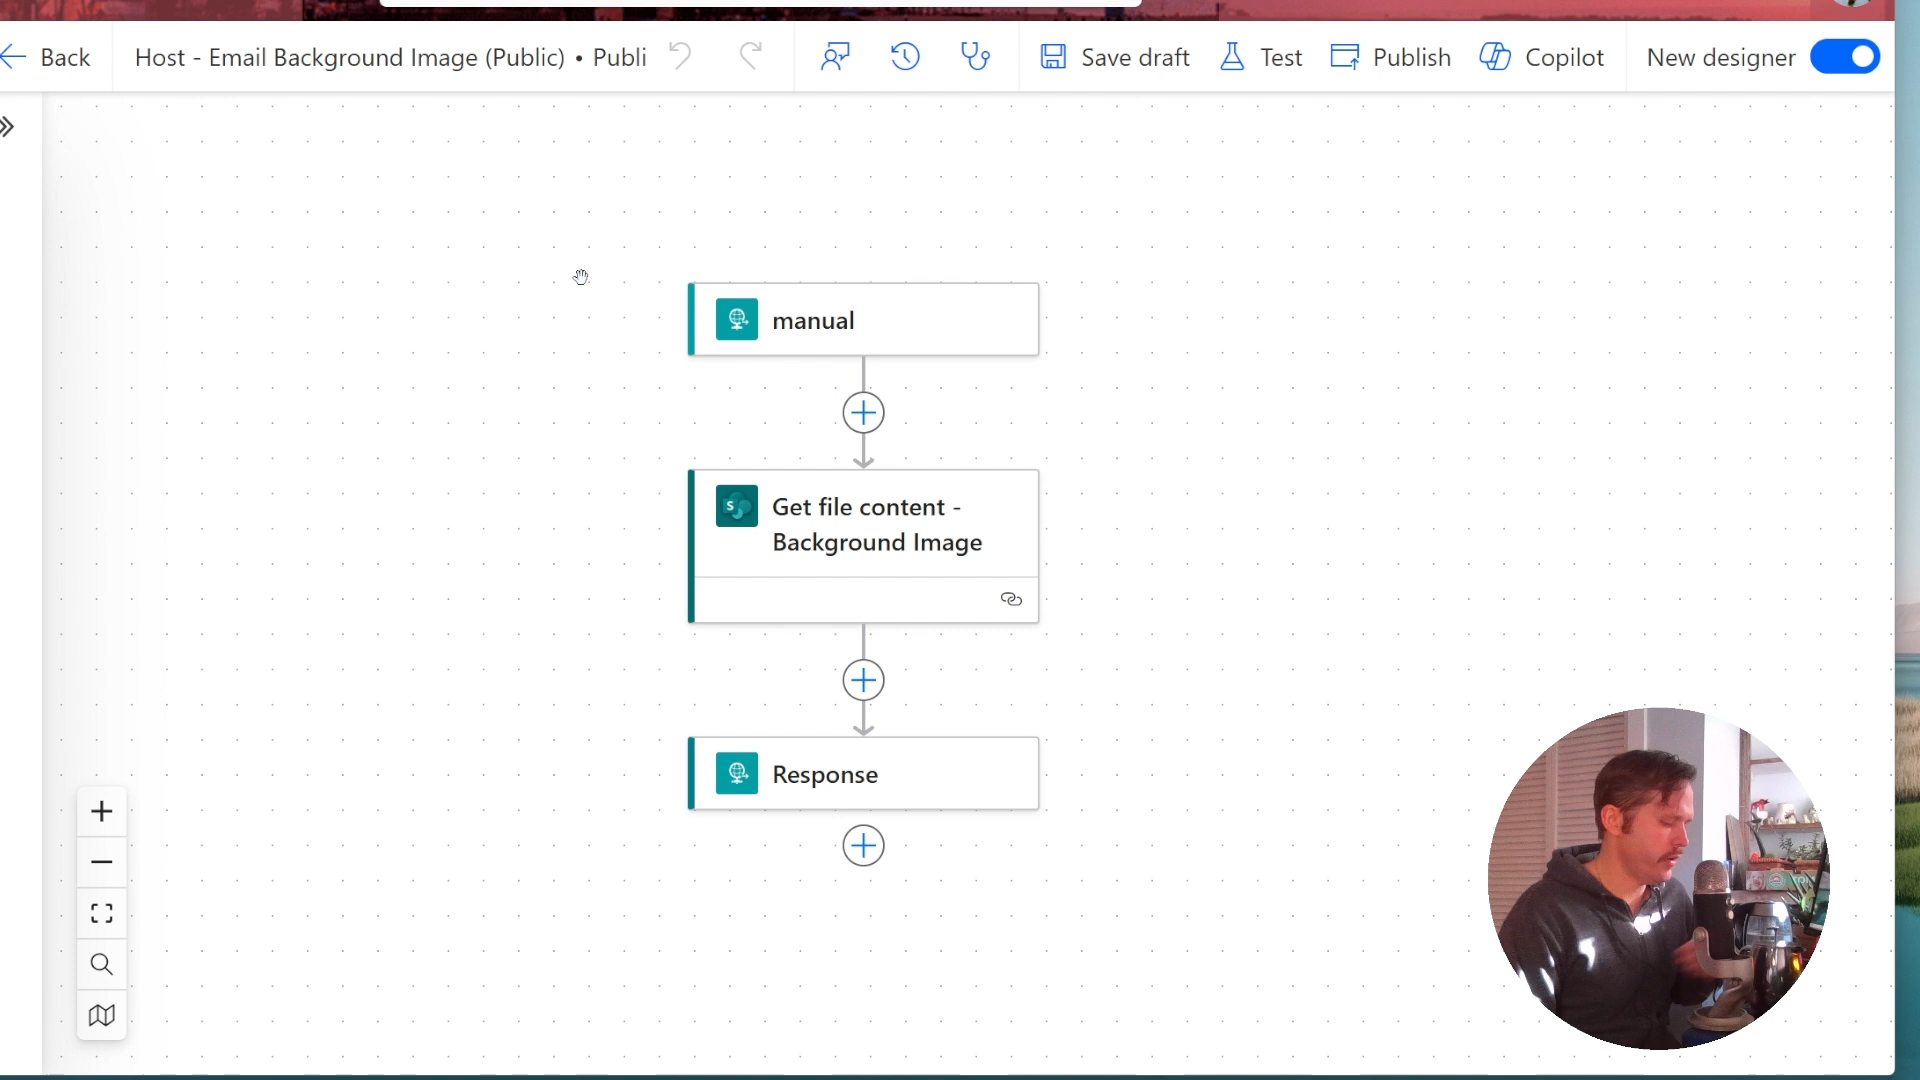 Back
Host - Email Background Image (Public) • Publi
Save draft
Test
Publish
Copilot
New designer
manual
Get file content -
Background Image
Response